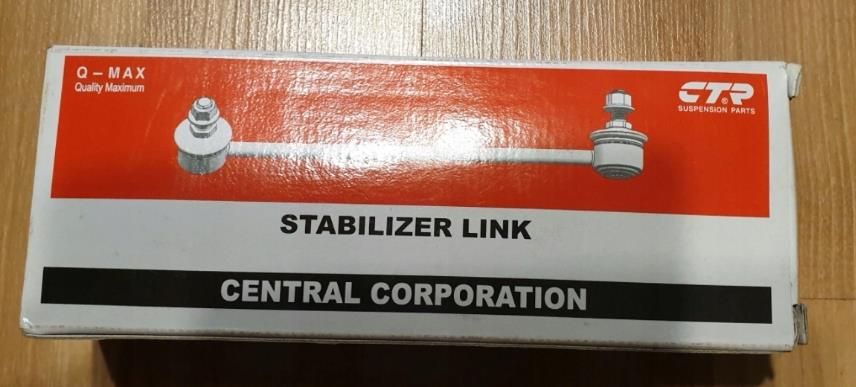 Q – MAX
Quality Maximum
CTR®
SUSPENSION PARTS
STABILIZER LINK
CENTRAL CORPORATION